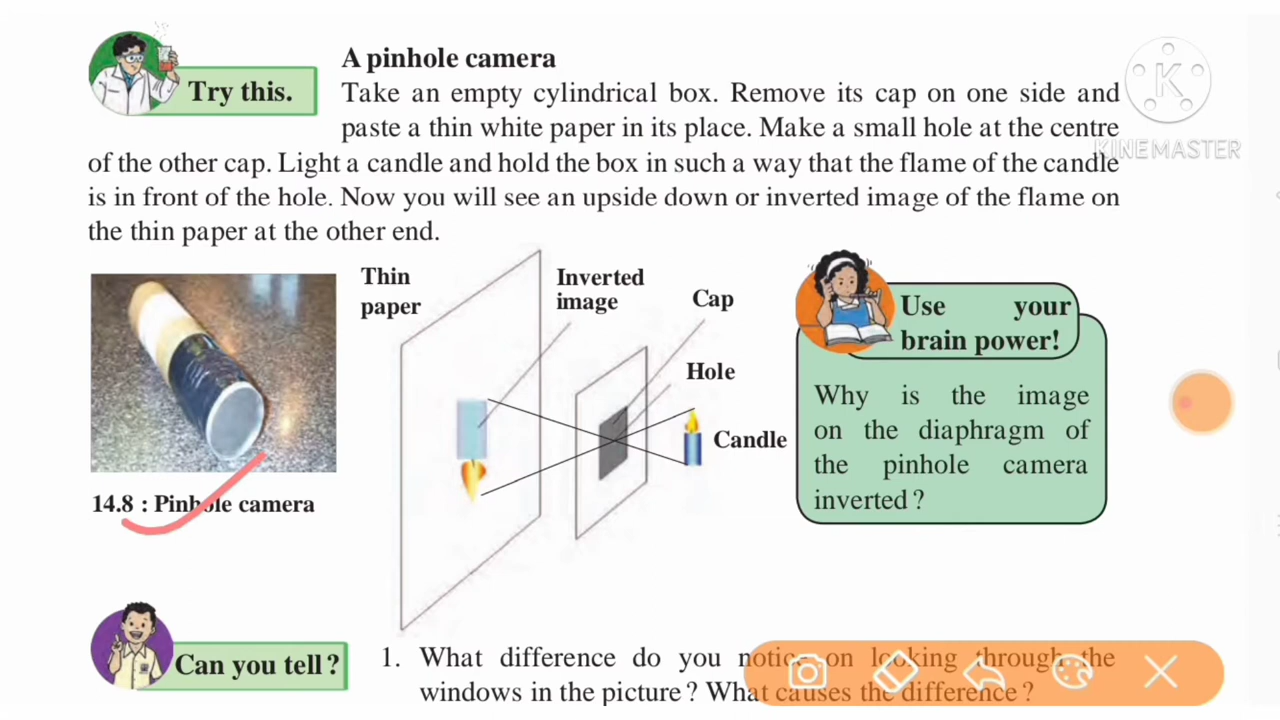 A pinhole camera
Try this.
Take an empty cylindrical box. Remove its cap on one side and
paste a thin white paper in its place. Make a small hole at the centre
of the other cap. Light a candle and hold the box in such a way that the flame of the candle
is in front of the hole. Now you will see an upside down or inverted image of the flame on
the thin paper at the other end.
K
KINEMASTER
Thin
paper
Inverted
image
Cap
Hole
Candle
14.8 : Pinhole camera
Use your
brain power!
Why is the image
on the diaphragm of
the pinhole camera
inverted ?
Can you tell ?
1. What difference do you notice on looking through the
windows in the picture ? What causes the difference ?